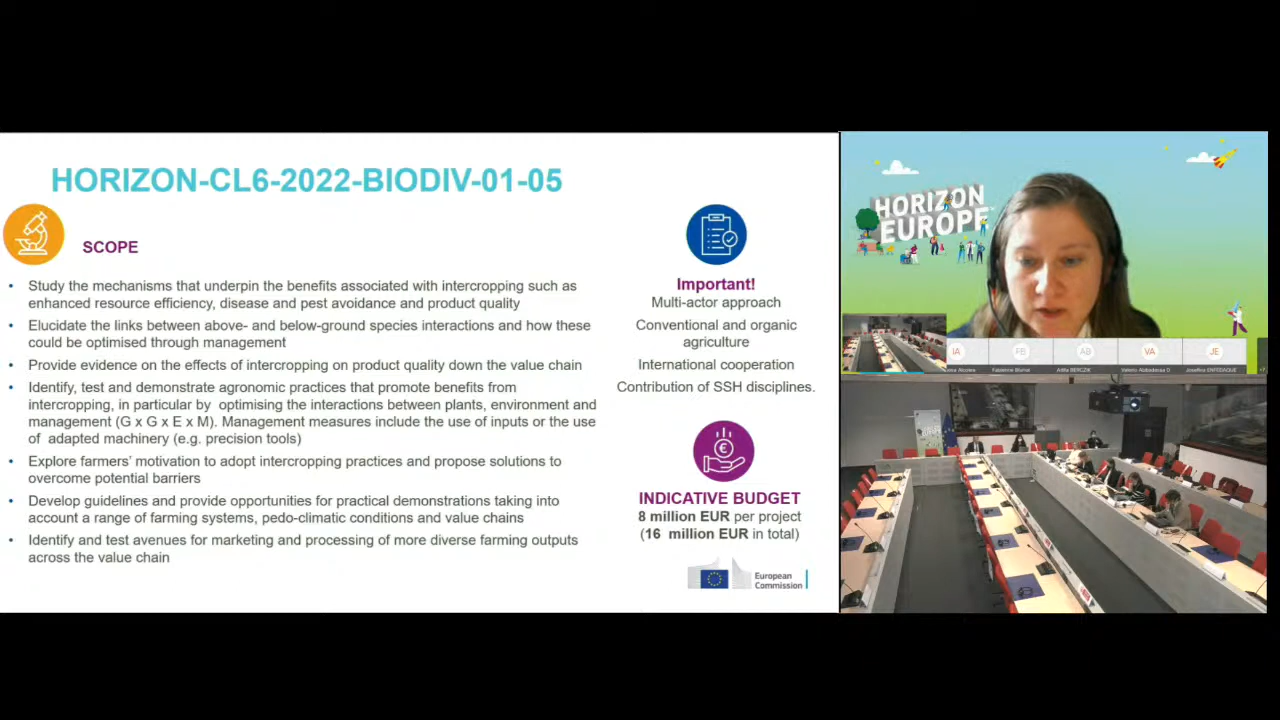 HORIZON-CL6-2022-BIODIV-01-05
SCOPE
• Study the mechanisms that underpin the benefits associated with intercropping such as
enhanced resource efficiency, disease and pest avoidance and product quality
• Elucidate the links between above- and below-ground species interactions and how these
could be optimised through management
• Provide evidence on the effects of intercropping on product quality down the value chain
• Identify, test and demonstrate agronomic practices that promote benefits from
intercropping, in particular by optimising the interactions between plants, environment and
management (G x G x E x M). Management measures include the use of inputs or the use
of adapted machinery (e.g. precision tools)
• Explore farmers' motivation to adopt intercropping practices and propose solutions to
overcome potential barriers
• Develop guidelines and provide opportunities for practical demonstrations taking into
account a range of farming systems, pedo-climatic conditions and value chains
• Identify and test avenues for marketing and processing of more diverse farming outputs
across the value chain
Important!
Multi-actor approach
Conventional and organic
agriculture
International cooperation
Contribution of SSH disciplines.
€
INDICATIVE BUDGET
8 million EUR per project
(16 million EUR in total)
European
Commission
HORIZON
EUROPE
IA
FB
AB
VA
JE
Attila BERCZIK